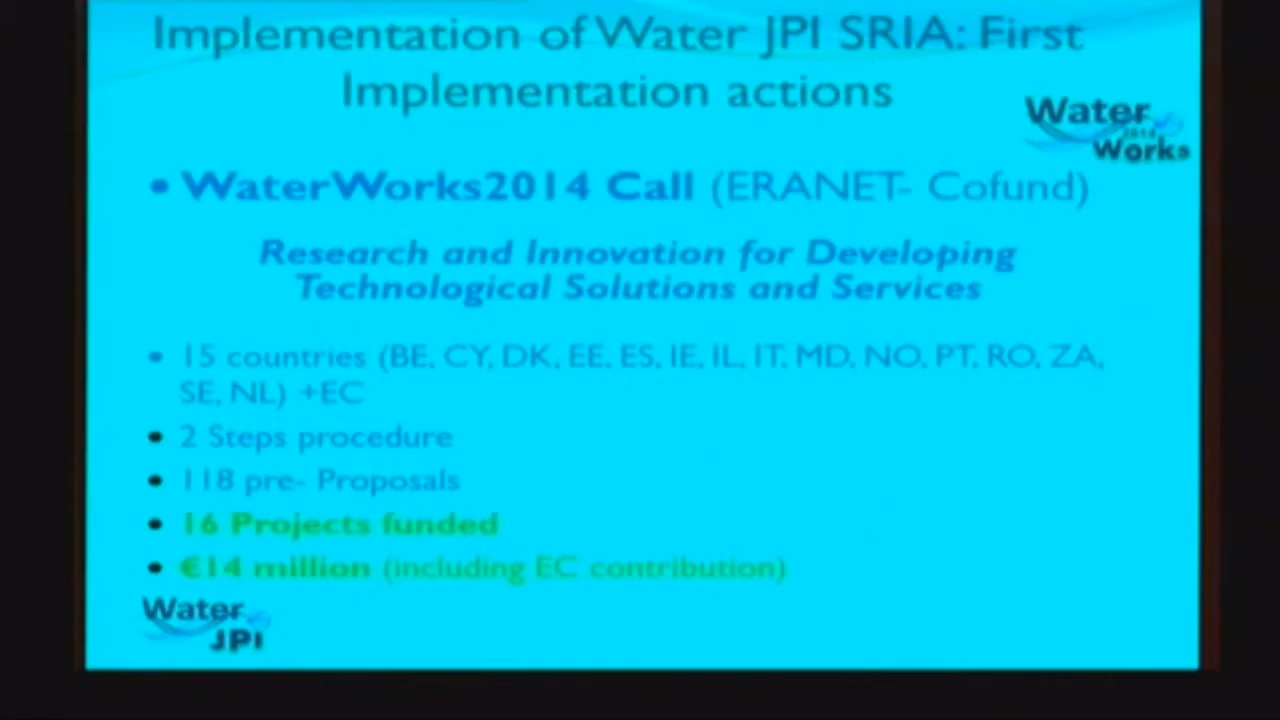 Implementation of Water JPI SRIA: First
Implementation actions
Water
2014
Works
• WaterWorks2014 Call (ERANET- Cofund)
Research and Innovation for Developing
Technological Solutions and Services
• 15 countries (BE, CY, DK, EE, ES, IE, IL, IT, MD, NO, PT, RO, ZA,
SE, NL) +EC
• 2 Steps procedure
• 118 pre- Proposals
• 16 Projects funded
• €14 million (including EC contribution)
Water
JPI